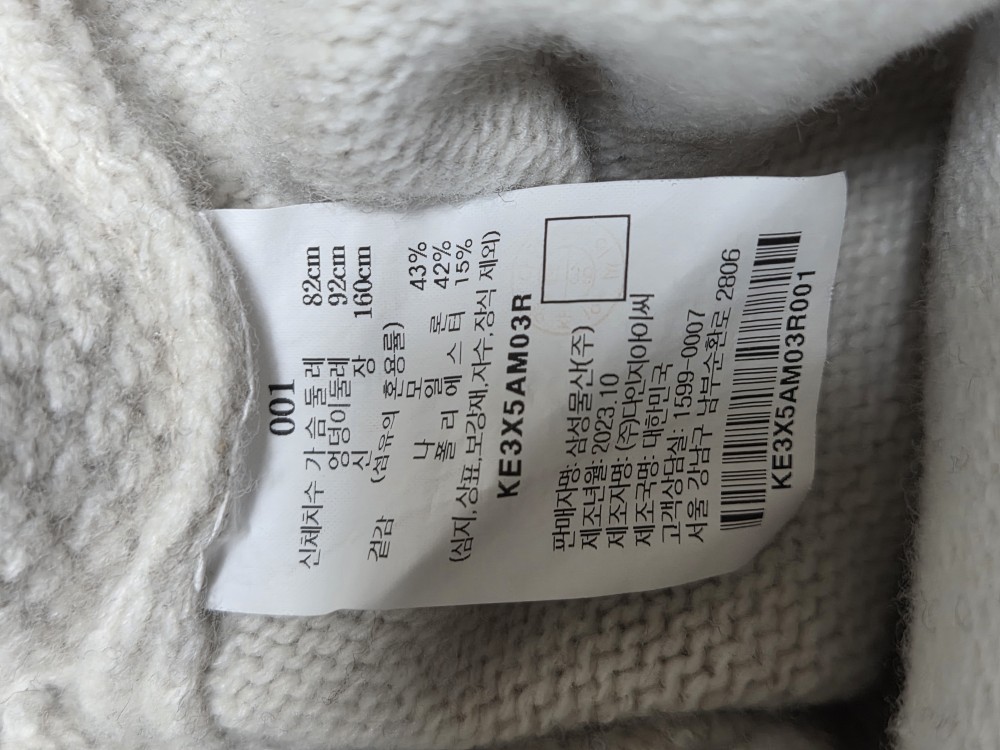 001
신체치수 가 슴 둘 레 82cm
엉덩이둘레 92cm
신 장 160cm
겉감 (섬유의 혼용율)
모 43%
나 일 론 42%
폴 리 에 스 터 15%
(심지.상표.보강재.자수.장식 제외)
KE3X5AM03R
판매자명: 삼성물산(주)
제조년월: 2023.10
제조자명: (주)다인지아이씨
제조국명: 대한민국
고객상담실: 1599-0007
서울 강남구 남부순환로 2806
KE3X5AM03R001